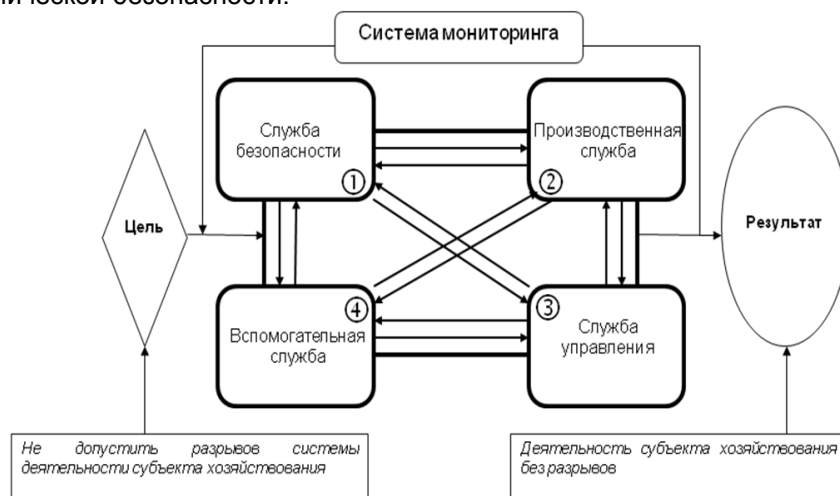 безопасности.
Система мониторинга
Служба
безопасности
①
Производственная
служба
②
Цель
Результат
④
Вспомогательная
служба
③
Служба
управления
Не допустить разрывов системы
деятельности субъекта хозяйствования
Деятельность субъекта хозяйствования
без разрывов